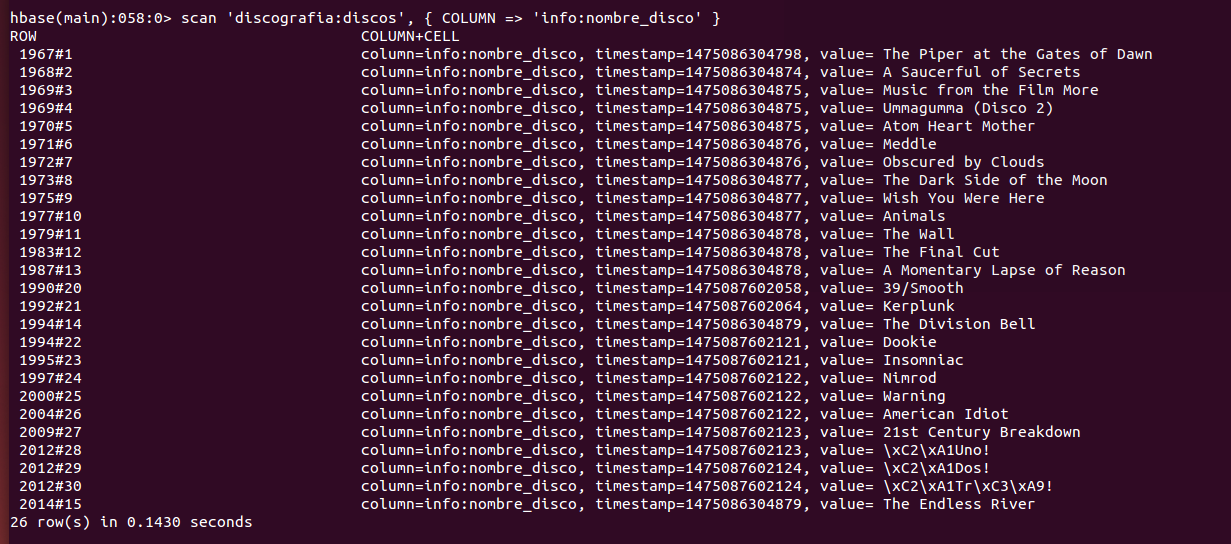 hbase(main):058:0> scan 'discografia:discos', { COLUMN => 'info:nombre_disco' }
ROW COLUMN+CELL
1967#1 column=info:nombre_disco, timestamp=1475086304798, value= The Piper at the Gates of Dawn
1968#2 column=info:nombre_disco, timestamp=1475086304874, value= A Saucerful of Secrets
1969#3 column=info:nombre_disco, timestamp=1475086304875, value= Music from the Film More
1969#4 column=info:nombre_disco, timestamp=1475086304875, value= Ummagumma (Disco 2)
1970#5 column=info:nombre_disco, timestamp=1475086304875, value= Atom Heart Mother
1971#6 column=info:nombre_disco, timestamp=1475086304876, value= Meddle
1972#7 column=info:nombre_disco, timestamp=1475086304876, value= Obscured by Clouds
1973#8 column=info:nombre_disco, timestamp=1475086304877, value= The Dark Side of the Moon
1975#9 column=info:nombre_disco, timestamp=1475086304877, value= Wish You Were Here
1977#10 column=info:nombre_disco, timestamp=1475086304877, value= Animals
1979#11 column=info:nombre_disco, timestamp=1475086304878, value= The Wall
1983#12 column=info:nombre_disco, timestamp=1475086304878, value= The Final Cut
1987#13 column=info:nombre_disco, timestamp=1475086304878, value= A Momentary Lapse of Reason
1990#20 column=info:nombre_disco, timestamp=1475087602058, value= 39/Smooth
1992#21 column=info:nombre_disco, timestamp=1475087602064, value= Kerplunk
1994#14 column=info:nombre_disco, timestamp=1475086304879, value= The Division Bell
1994#22 column=info:nombre_disco, timestamp=1475087602121, value= Dookie
1995#23 column=info:nombre_disco, timestamp=1475087602121, value= Insomniac
1997#24 column=info:nombre_disco, timestamp=1475087602122, value= Nimrod
2000#25 column=info:nombre_disco, timestamp=1475087602122, value= Warning
2004#26 column=info:nombre_disco, timestamp=1475087602122, value= American Idiot
2009#27 column=info:nombre_disco, timestamp=1475087602123, value= 21st Century Breakdown
2012#28 column=info:nombre_disco, timestamp=1475087602123, value= \xC2\xA1Uno!
2012#29 column=info:nombre_disco, timestamp=1475087602124, value= \xC2\xA1Dos!
2012#30 column=info:nombre_disco, timestamp=1475087602124, value= \xC2\xA1Tr\xC3\xA9!
2014#15 column=info:nombre_disco, timestamp=1475086304879, value= The Endless River
26 row(s) in 0.1430 seconds